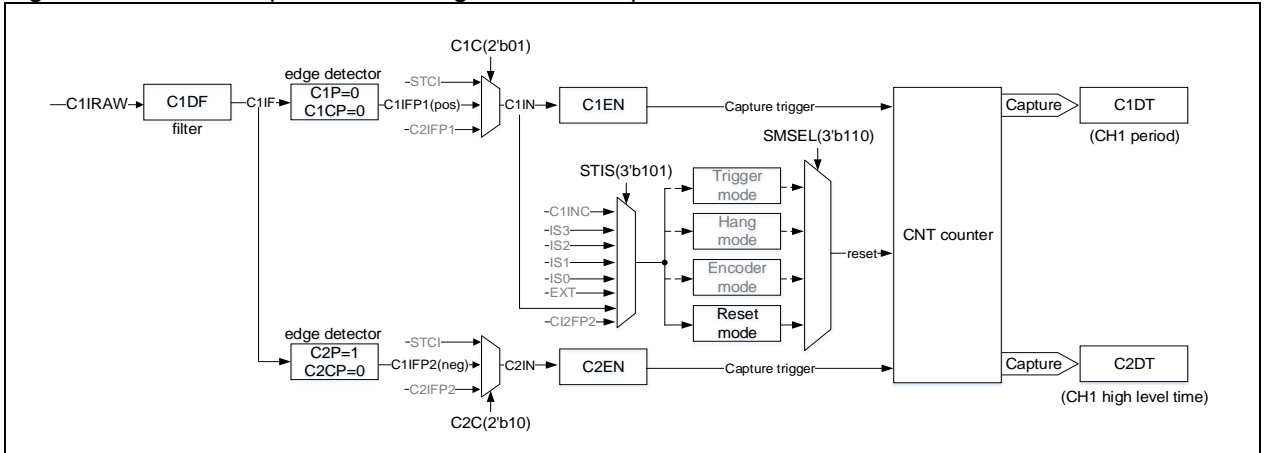 C1C(2'b01)
edge detector
-STCI
C1IRAW
C1DF
C1IF
C1P=0
C1CP=0
C1IFP1(pos)
C1IN
C1EN
Capture trigger
Capture
C1DT
filter
-C2IFP1
(CH1 period)
SMSEL(3'b110)
STIS(3'b101)
Trigger
mode
-C1INC
-IS3
Hang
mode
-IS2
CNT counter
-IS1
reset
-IS0
Encoder
mode
-EXT
Reset
mode
-CI2FP2
edge detector
-STCI
C2P=1
C2CP=0
C1IFP2(neg)
C2IN
C2EN
Capture trigger
Capture
C2DT
-C2IFP2
(CH1 high level time)
C2C(2'b10)